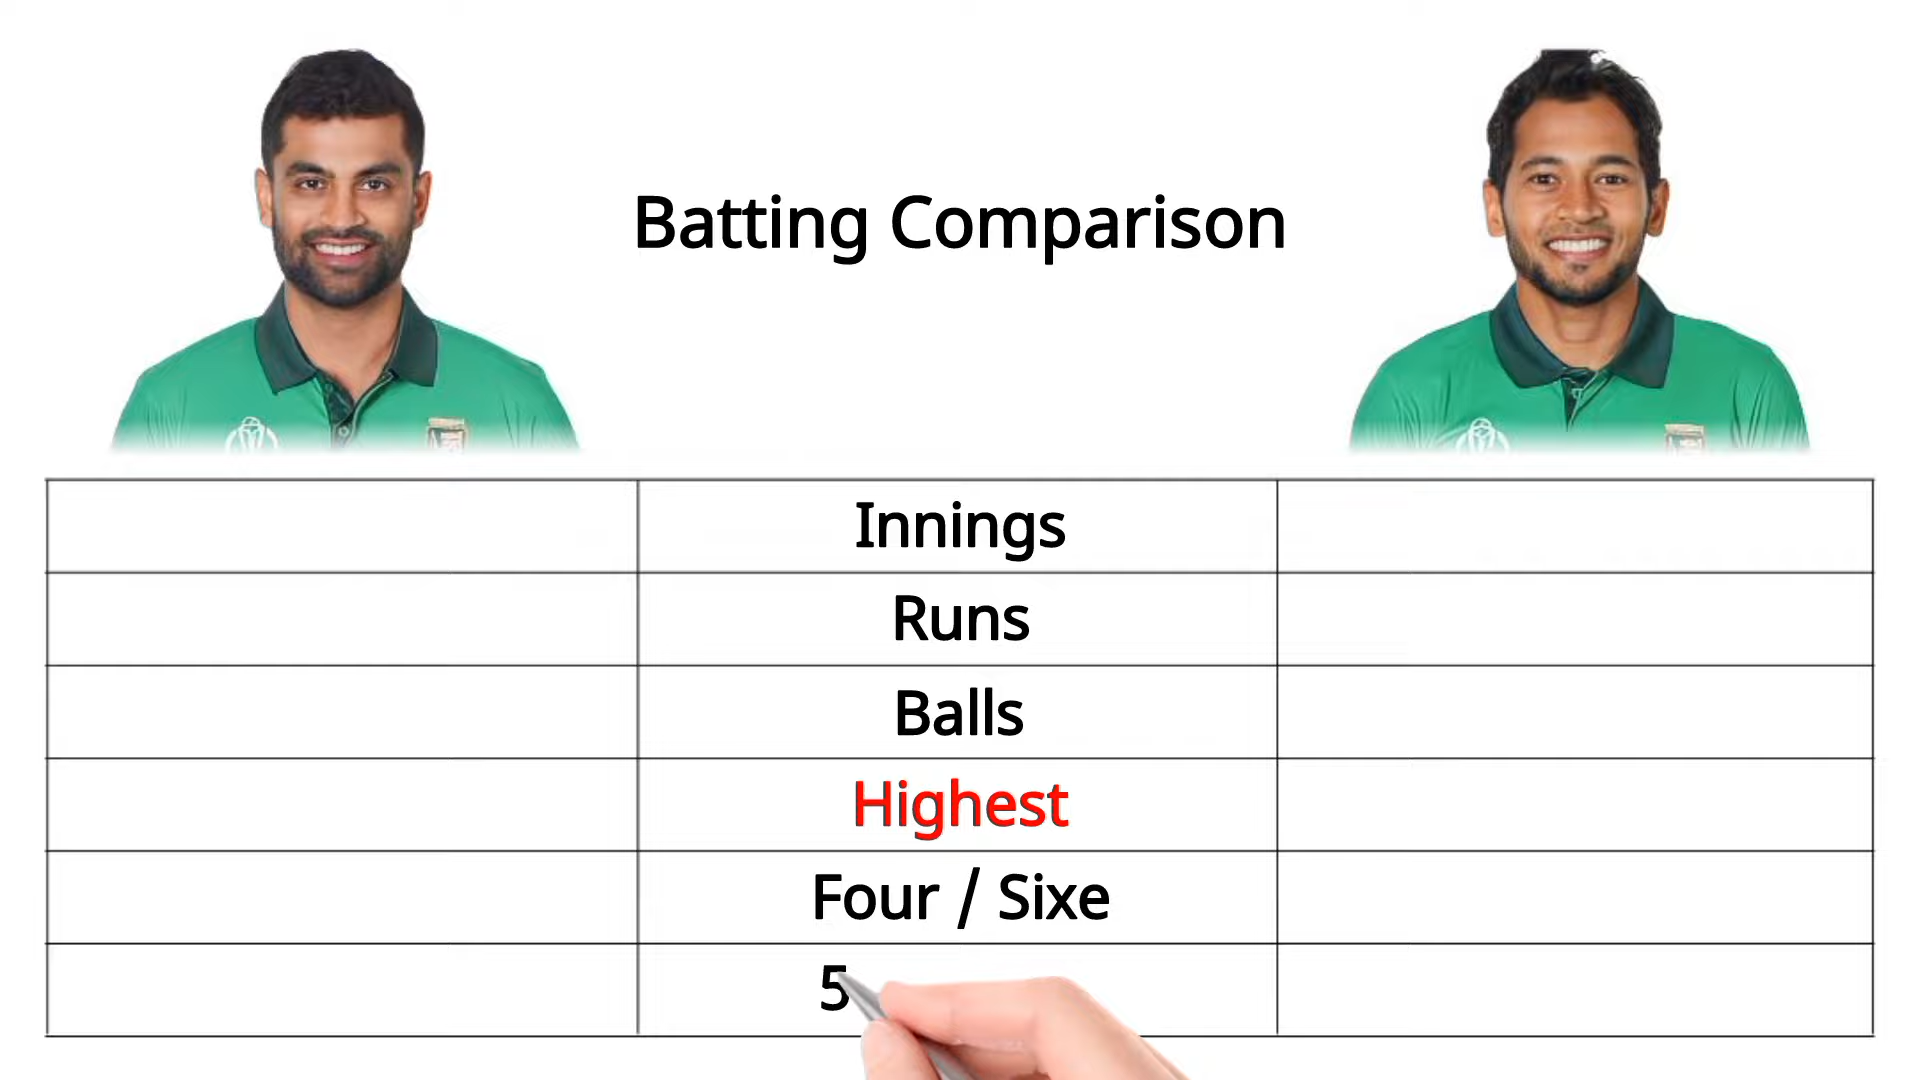 Batting Comparison
Innings
Runs
Balls
Highest
Four / Sixe
5